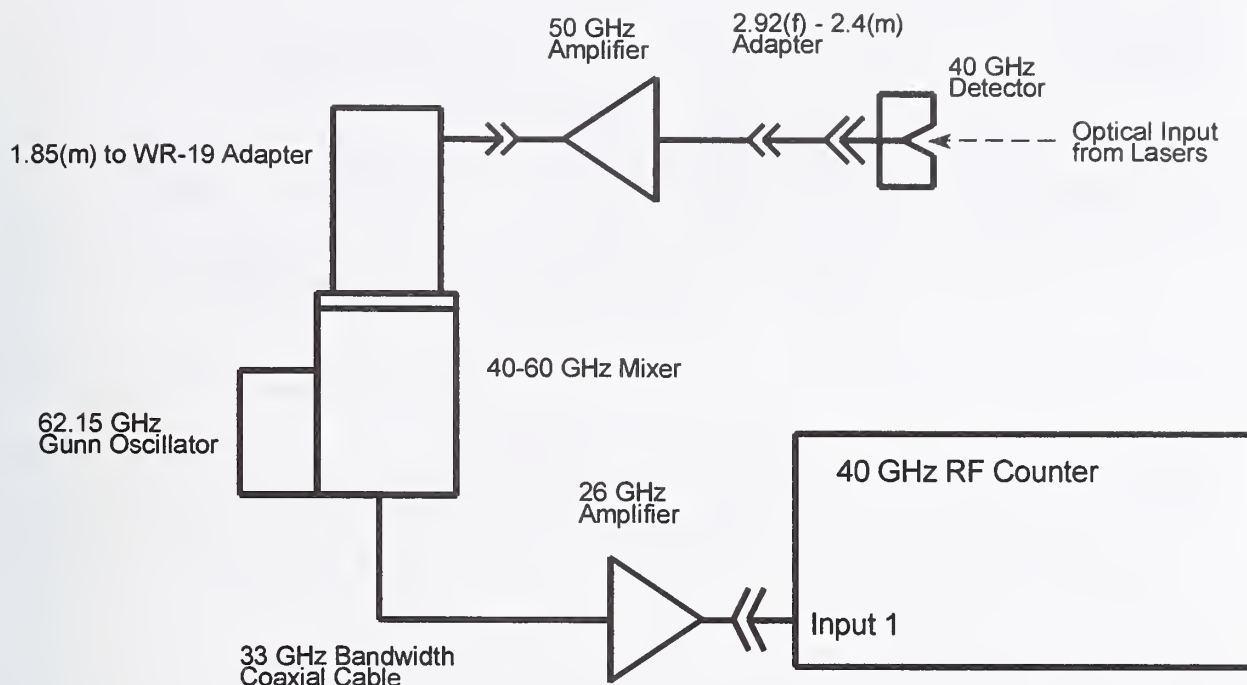 50 GHz
Amplifier
2.92(f) - 2.4(m)
Adapter
40 GHz
Detector
Optical Input
from Lasers
1.85(m) to WR-19 Adapter
40-60 GHz Mixer
62.15 GHz
Gunn Oscillator
26 GHz
Amplifier
40 GHz RF Counter
Input 1
33 GHz Bandwidth
Coaxial Cable